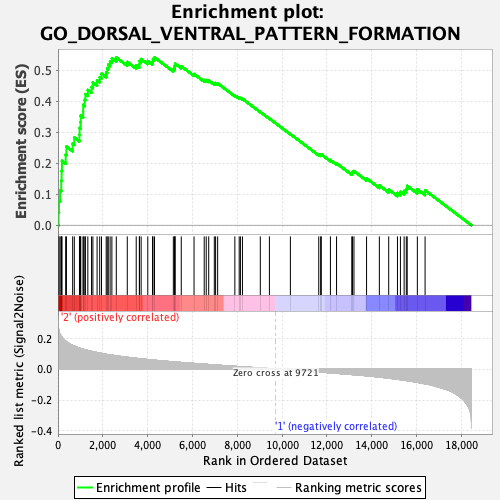 Enrichment plot:
GO_DORSAL_VENTRAL_PATTERN_FORMATION
Enrichment score (ES)
0.5
0.4
0.3
0.2
0.1
0.0
'2' (positively correlated)
Ranked list metric (Signal2Noise)
0.2
0.0
-0.2
-0.4
Zero cross at 9721
'1' (negatively correlated)
0
2,000
4,000
6,000
8,000
10,000
12,000
14,000
16,000
18,000
Rank in Ordered Dataset
Enrichment profile
Hits
Ranking metric scores